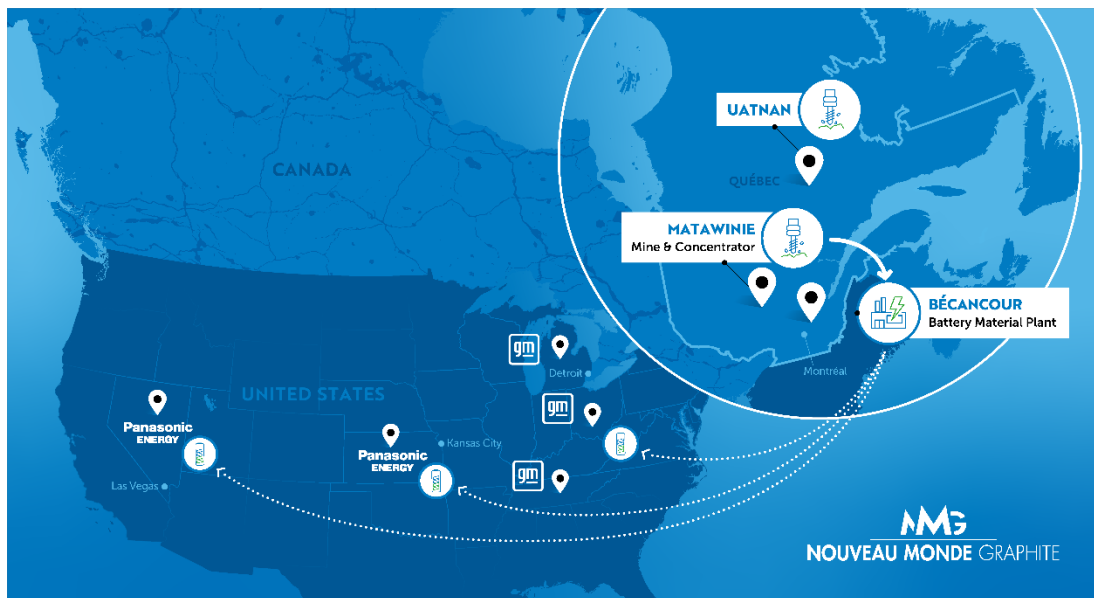 UATNAN
CANADA
QUÉBEC
MATAWINIE
Mine & Concentrator
BÉCANCOUR
Battery Material Plant
gm
Detroit
Montréal
UNITED STATES
gm
Panasonic
ENERGY
Kansas City
Panasonic
ENERGY
gm
Las Vegas
NMG
NOUVEAU MONDE GRAPHITE